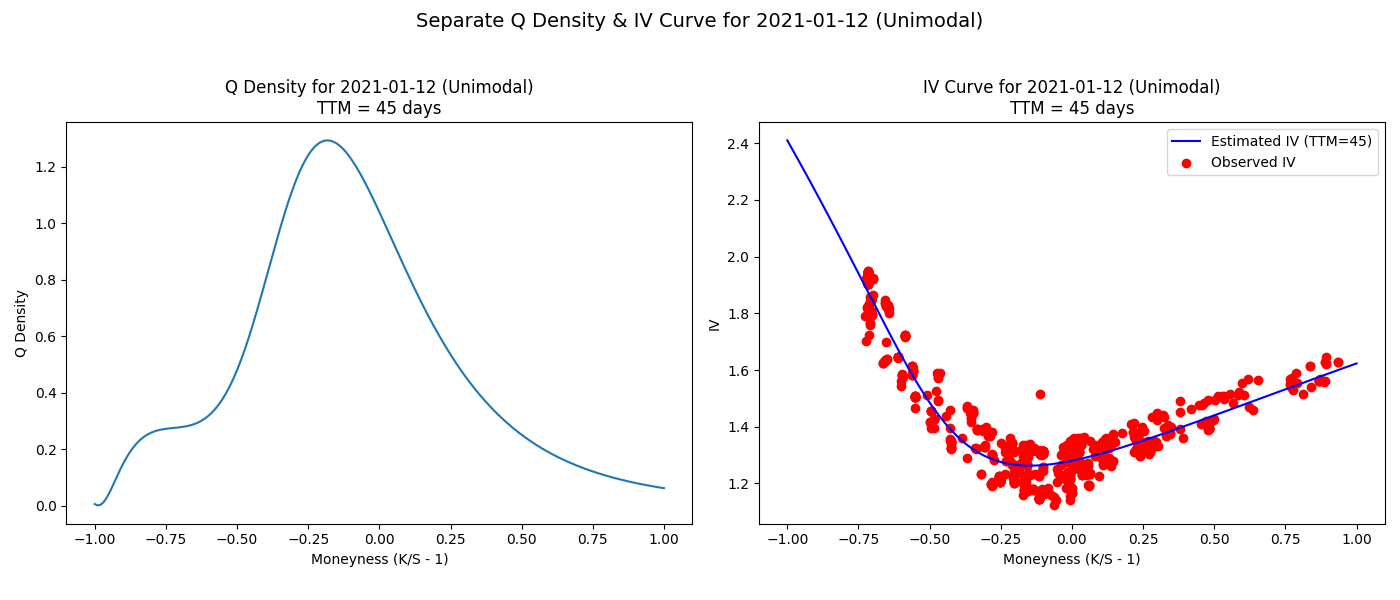 Separate Q Density & IV Curve for 2021-01-12 (Unimodal)
Q Density for 2021-01-12 (Unimodal)
TTM = 45 days
Q Density
1.2
1.0
0.8
0.6
0.4
0.2
0.0
−1.00 −0.75 −0.50 −0.25 0.00 0.25 0.50 0.75 1.00
Moneyness (K/S - 1)
IV Curve for 2021-01-12 (Unimodal)
TTM = 45 days
Estimated IV (TTM=45)
Observed IV
IV
2.4
2.2
2.0
1.8
1.6
1.4
1.2
−1.00 −0.75 −0.50 −0.25 0.00 0.25 0.50 0.75 1.00
Moneyness (K/S - 1)